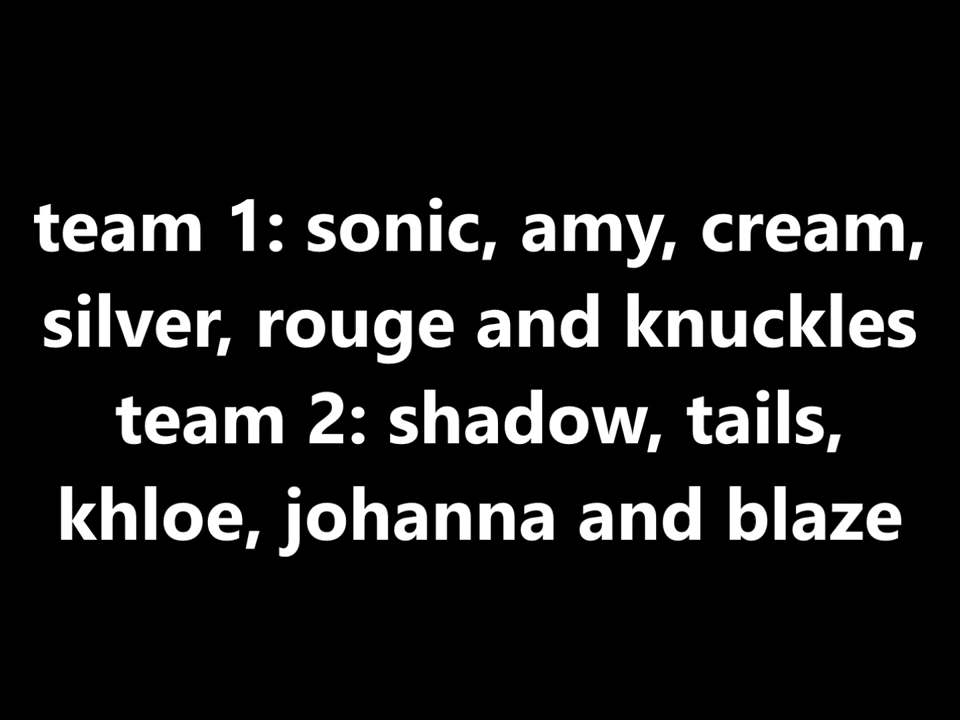 team 1: sonic, amy, cream,
silver, rouge and knuckles
team 2: shadow, tails,
khloe, johanna and blaze